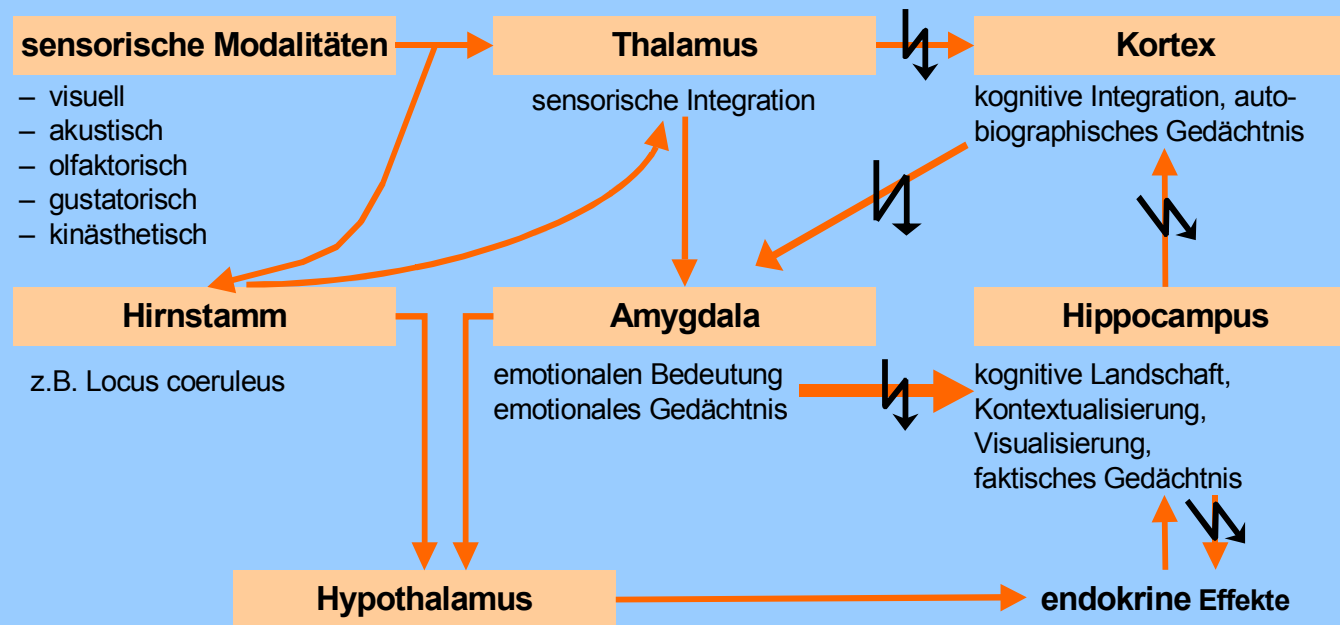 sensorische Modalitäten
– visuell
– akustisch
– olfaktorisch
– gustatorisch
– kinästhetisch
Thalamus
sensorische Integration
Kortex
kognitive Integration, auto-
biographisches Gedächtnis
Hirnstamm
z.B. Locus coeruleus
Amygdala
emotionalen Bedeutung
emotionales Gedächtnis
Hippocampus
kognitive Landschaft,
Kontextualisierung,
Visualisierung,
faktisches Gedächtnis
Hypothalamus
endokrine Effekte